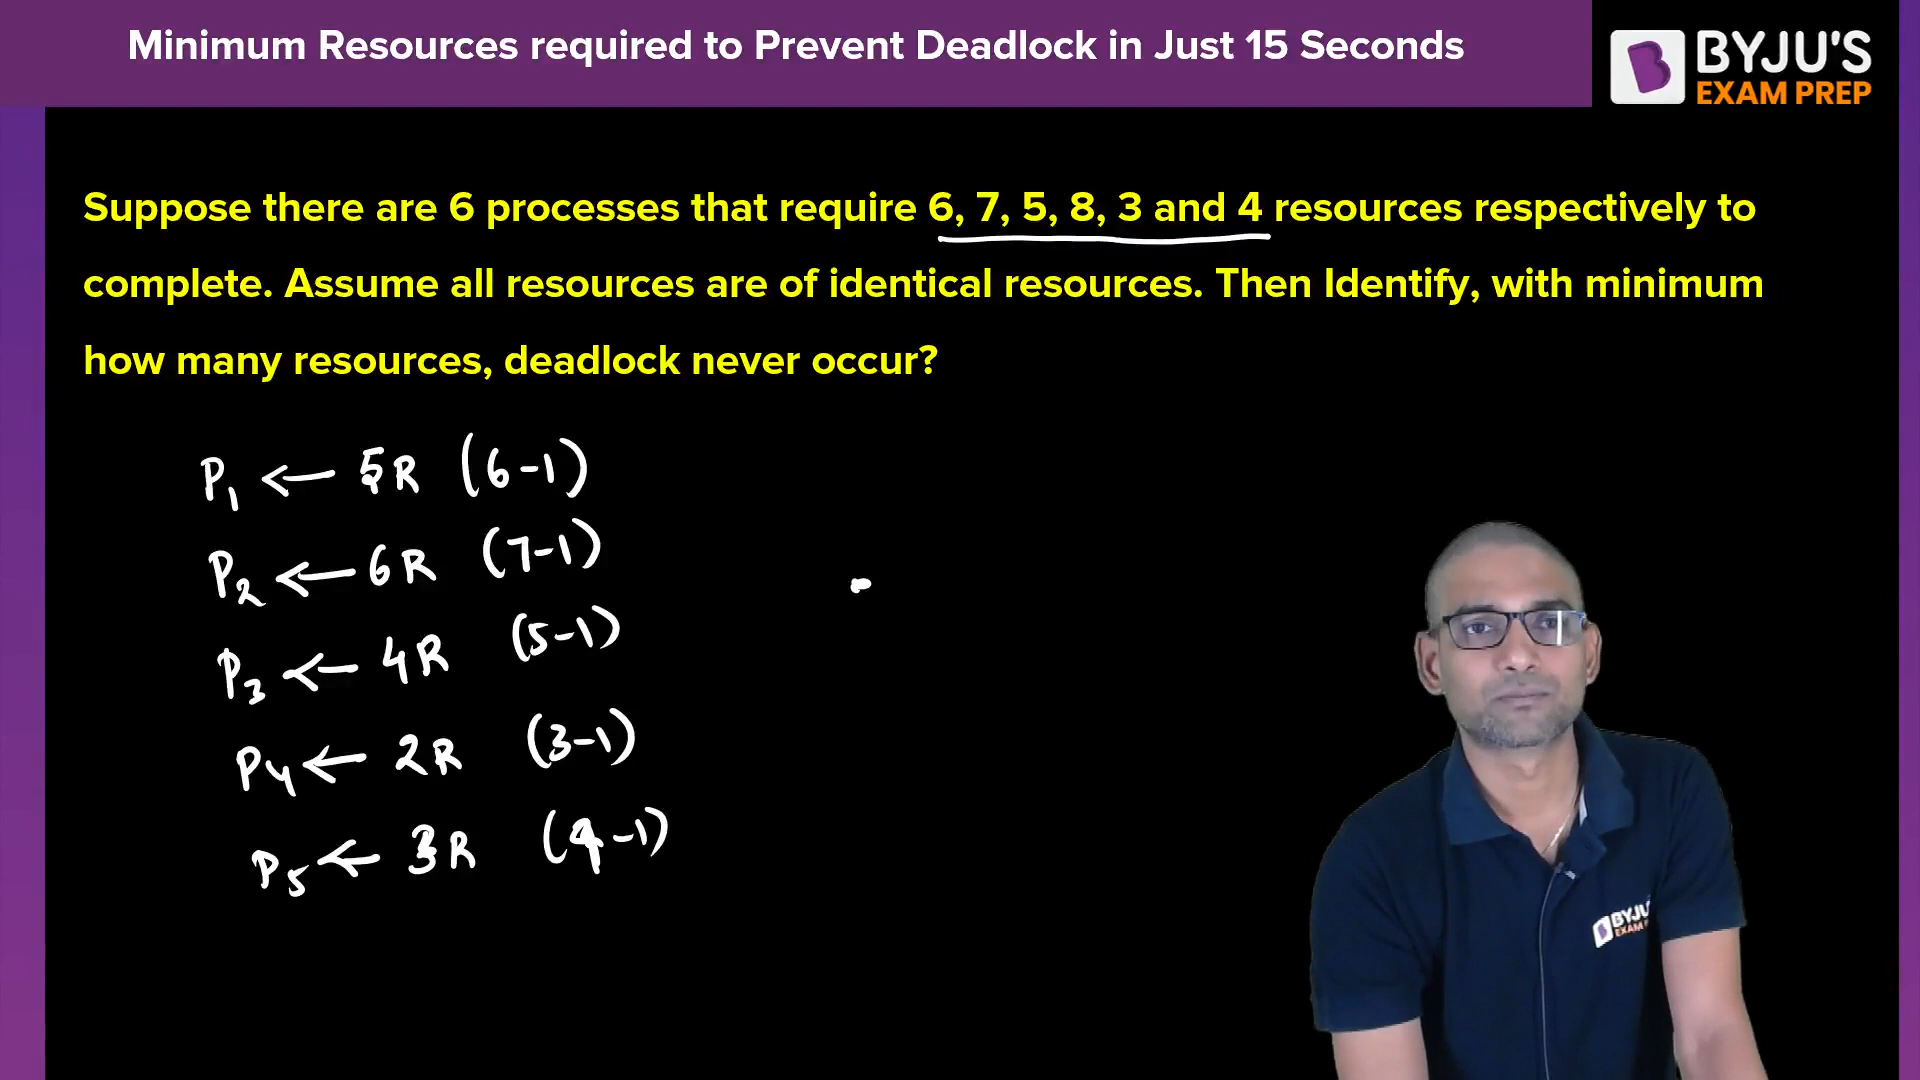 Minimum Resources required to Prevent Deadlock in Just 15 Seconds
BYJU'S
EXAM PREP
Suppose there are 6 processes that require 6, 7, 5, 8, 3 and 4 resources respectively to
complete. Assume all resources are of identical resources. Then Identify, with minimum
how many resources, deadlock never occur?
P1 ← 5R (6-1)
P2 ← 6R (7-1)
P3 ← 4R (5-1)
P4 ← 2R (3-1)
P5 ← 3R (4-1)
BYJU
EXAM